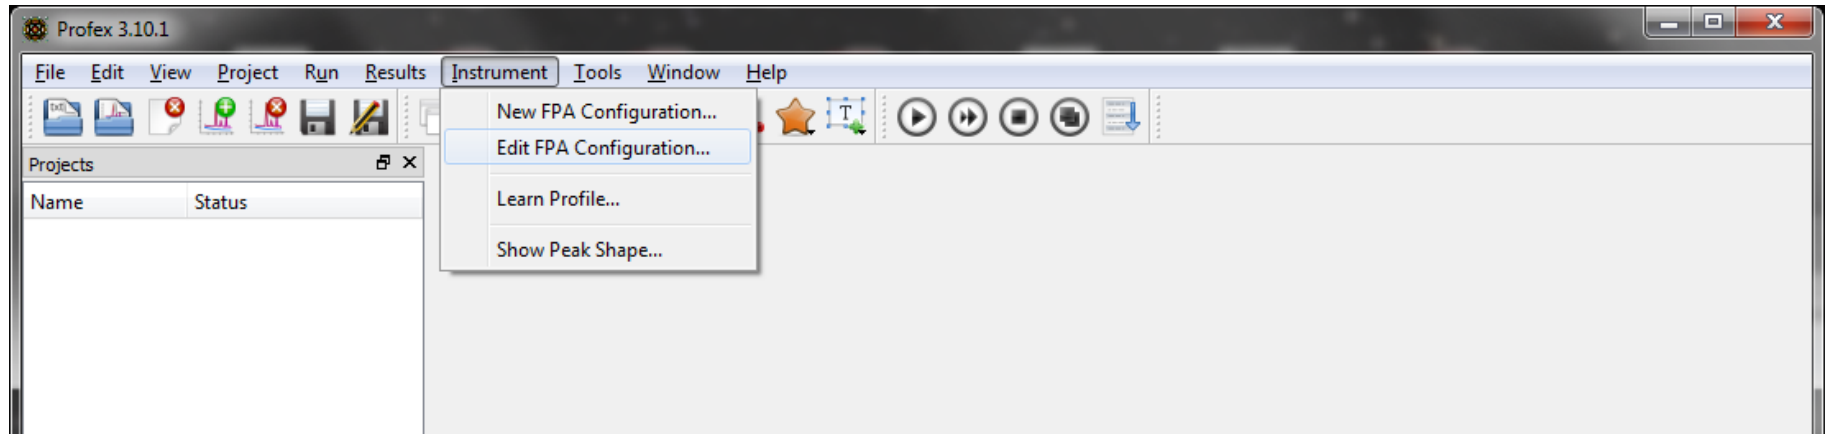 Profex 3.10.1
File Edit View Project Run Results Instrument Tools Window Help
New FPA Configuration...
Edit FPA Configuration...
Learn Profile...
Show Peak Shape...
Projects
Name Status
T